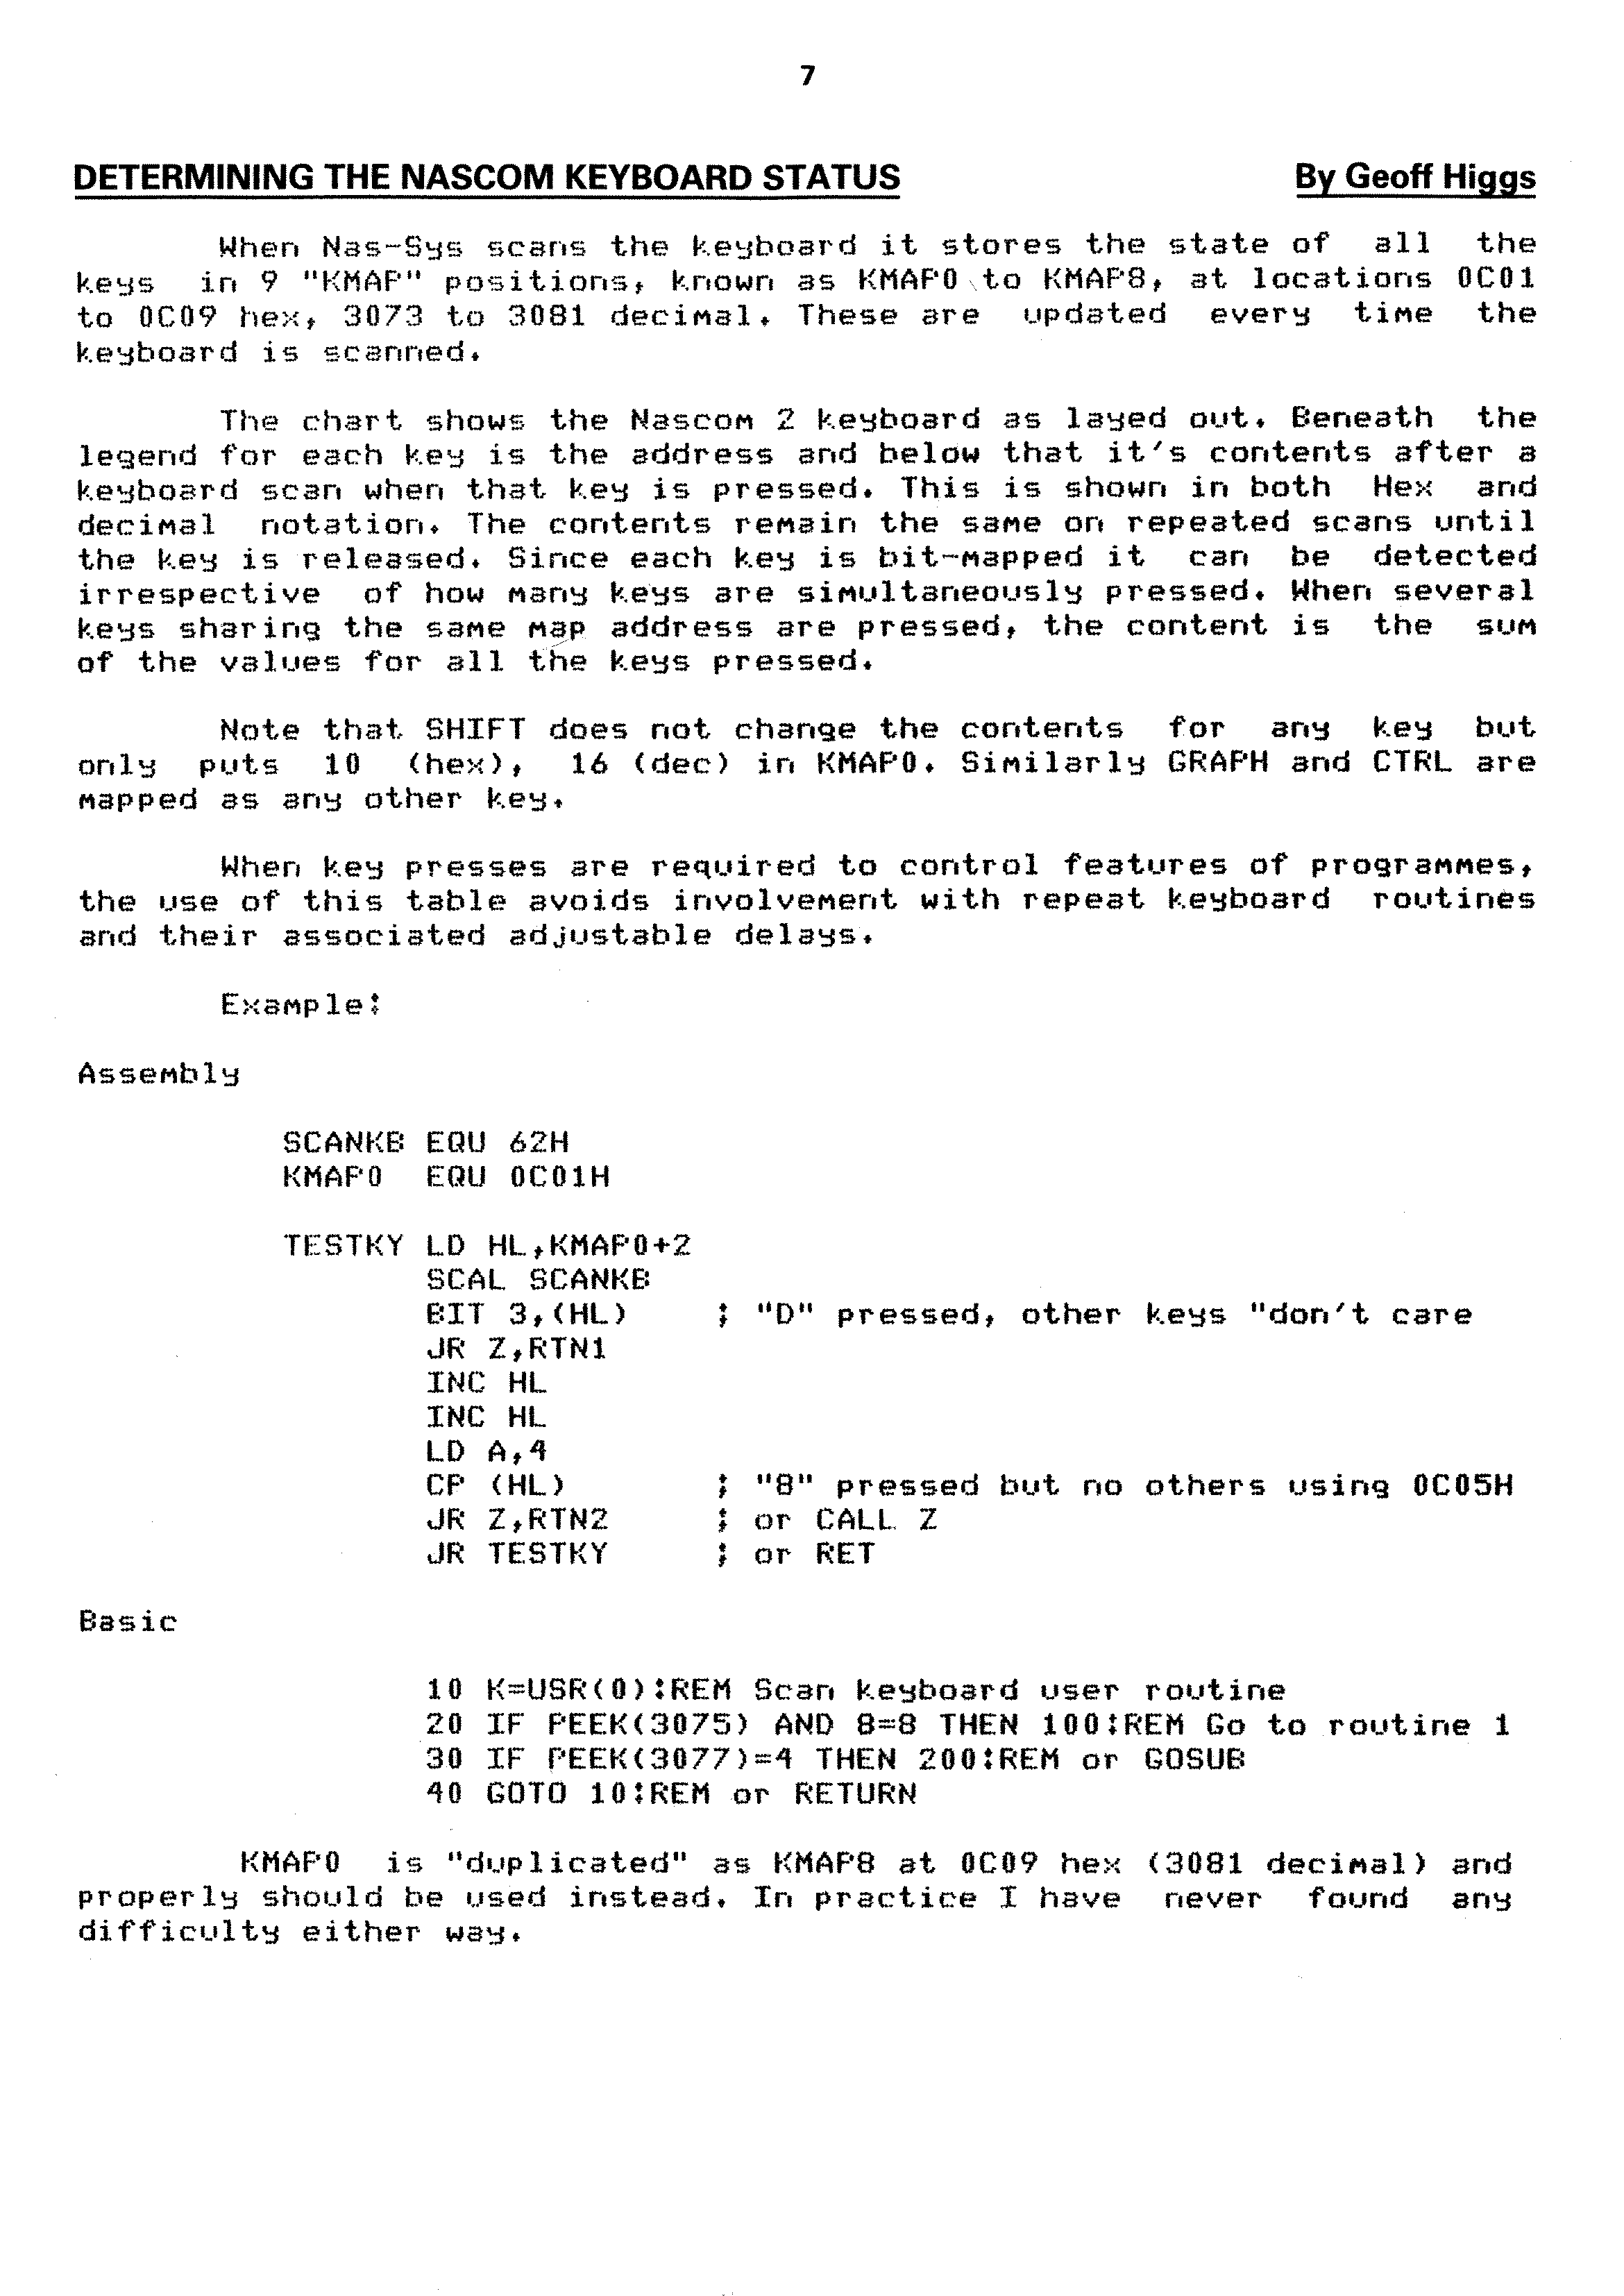 7
DETERMINING THE NASCOM KEYBOARD STATUS By Geoff Higgs
When Nas-Sys scans the keyboard it stores the state of all the
keys in 9 "KMAP" positions, known as KMAP0 to KMAP8, at locations 0C01
to 0C09 hex, 3073 to 3081 decimal. These are updated every time the
keyboard is scanned.
The chart shows the Nascom 2 keyboard as layed out. Beneath the
legend for each key is the address and below that it's contents after a
keyboard scan when that key is pressed. This is shown in both Hex and
decimal notation. The contents remain the same on repeated scans until
the key is released. Since each key is bit-mapped it can be detected
irrespective of how many keys are simultaneously pressed. When several
keys sharing the same map address are pressed, the content is the sum
of the values for all the keys pressed.
Note that SHIFT does not change the contents for any key but
only puts 10 (hex), 16 (dec) in KMAP0. Similarly GRAPH and CTRL are
mapped as any other key.
When key presses are required to control features of programmes,
the use of this table avoids involvement with repeat keyboard routines
and their associated adjustable delays.
Example:
Assembly
SCANKB EQU 62H
KMAP0 EQU 0C01H
TESTKY LD HL,KMAP0+2
SCAL SCANKB
BIT 3,(HL) ; "D" pressed, other keys "don't care
JR Z,RTN1
INC HL
INC HL
LD A,4
CP (HL) ; "8" pressed but no others using 0C05H
JR Z,RTN2 ; or CALL Z
JR TESTKY ; or RET
Basic
10 K=USR(0):REM Scan keyboard user routine
20 IF PEEK(3075) AND 8=8 THEN 100:REM Go to routine 1
30 IF PEEK(3077)=4 THEN 200:REM or GOSUB
40 GOTO 10:REM or RETURN
KMAP0 is "duplicated" as KMAP8 at 0C09 hex (3081 decimal) and
properly should be used instead. In practice I have never found any
difficulty either way.